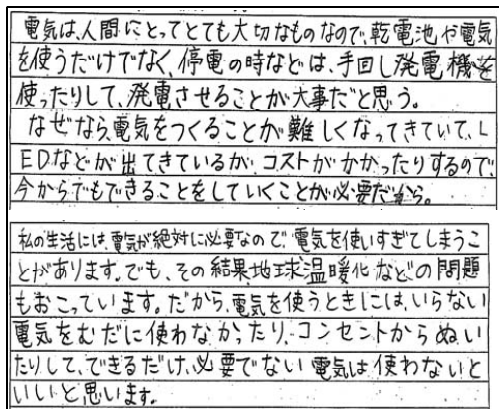 電気は、人間にとってとても大切なものなので、乾電池や電気
を使うだけでなく、停電の時などは、手回し発電機を
使ったりして、発電させることが大事だと思う。
なぜなら、電気をつくることが難しくなってきていて、L
EDなどが出てきているが、コストがかかったりするので、
今からでもできることをしていくことが必要だから。
私の生活には、電気が絶対に必要なので、電気を使いすぎてしまうこ
とがあります。でも、その結果、地球温暖化などの問題
もおこっています。だから、電気を使うときには、いらない
電気をむだに使わなかったり、コンセントからぬい
たりして、できるだけ、必要でない電気は使わないと
いいと思います。